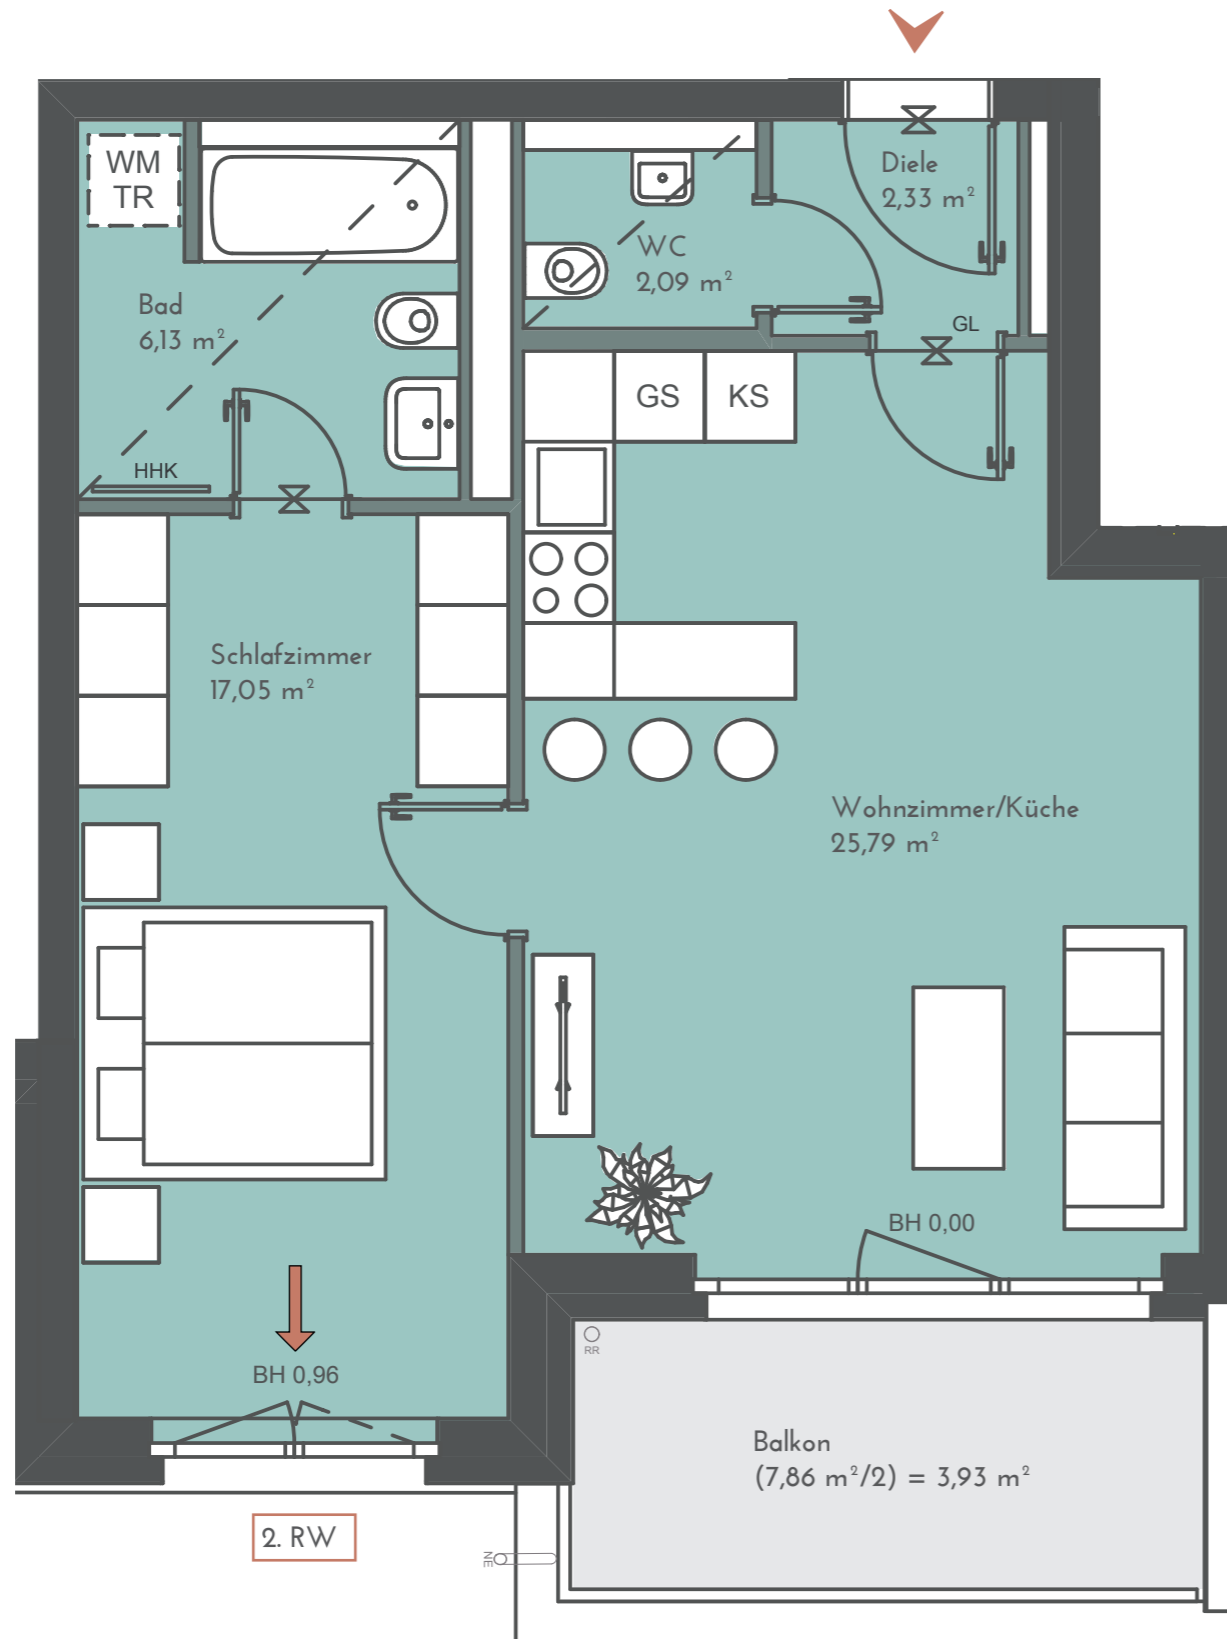 WM
TR
Diele
2,33 m²
WC
2,09 m²
Bad
6,13 m²
GL
GS
KS
HHK
Schlafzimmer
17,05 m²
Wohnzimmer/Küche
25,79 m²
BH 0,00
RR
BH 0,96
Balkon
(7,86 m²/2) = 3,93 m²
2. RW
NE